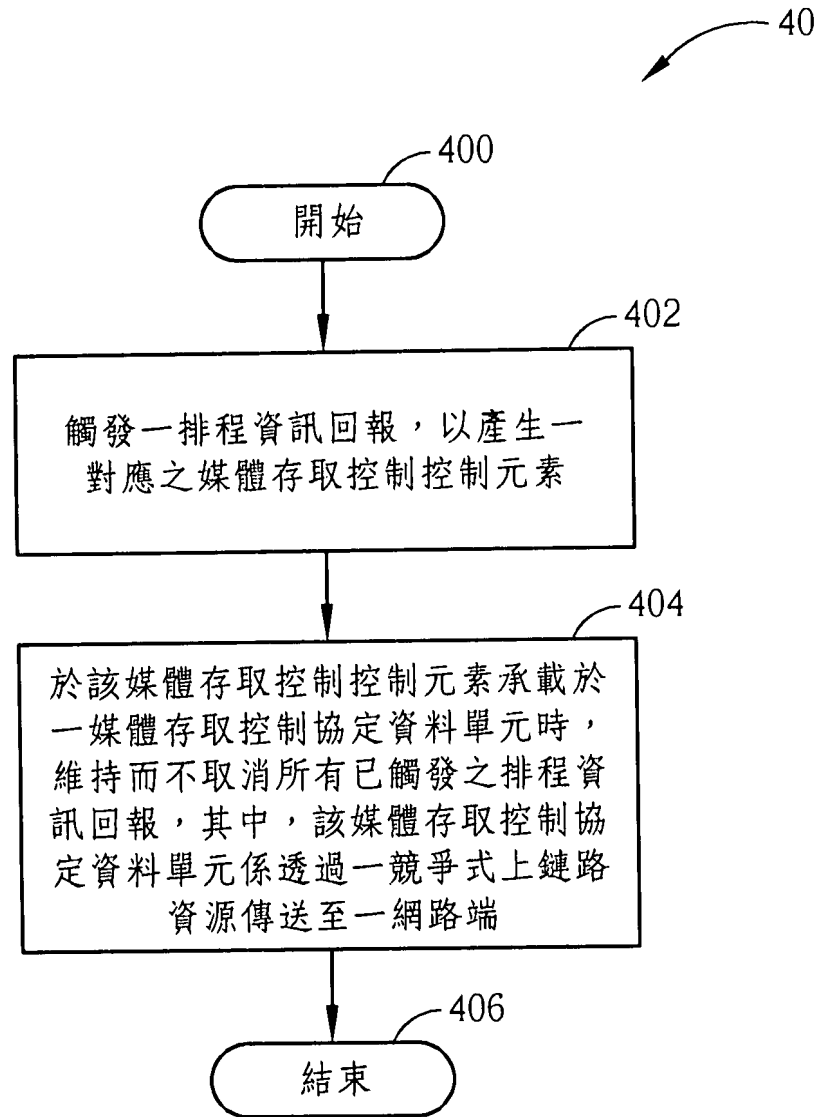 40
400
開始
402
觸發一排程資訊回報，以產生一
對應之媒體存取控制控制元素
404
於該媒體存取控制控制元素承載於
一媒體存取控制協定資料單元時，
維持而不取消所有已觸發之排程資
訊回報，其中，該媒體存取控制協
定資料單元係透過一競爭式上鏈路
資源傳送至一網路端
406
結束